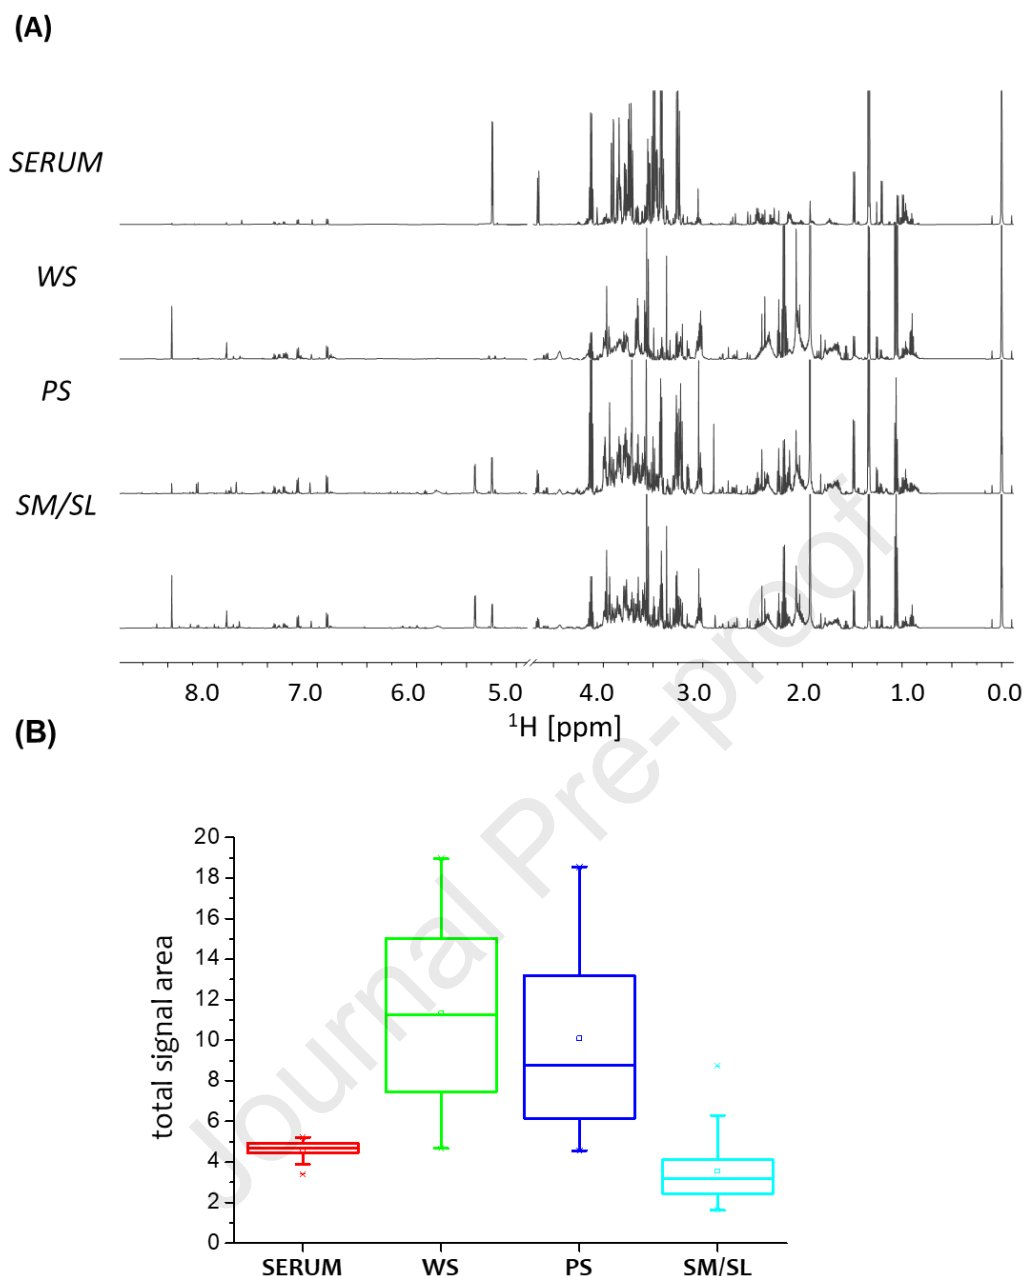 (A)
SERUM
WS
PS
SM/SL
8.0 7.0 6.0 5.0 4.0 3.0 2.0 1.0 0.0
1H [ppm]
(B)
Journal Pre-proof
total signal area
20
18
16
14
12
10
8
6
4
2
0
SERUM WS PS SM/SL